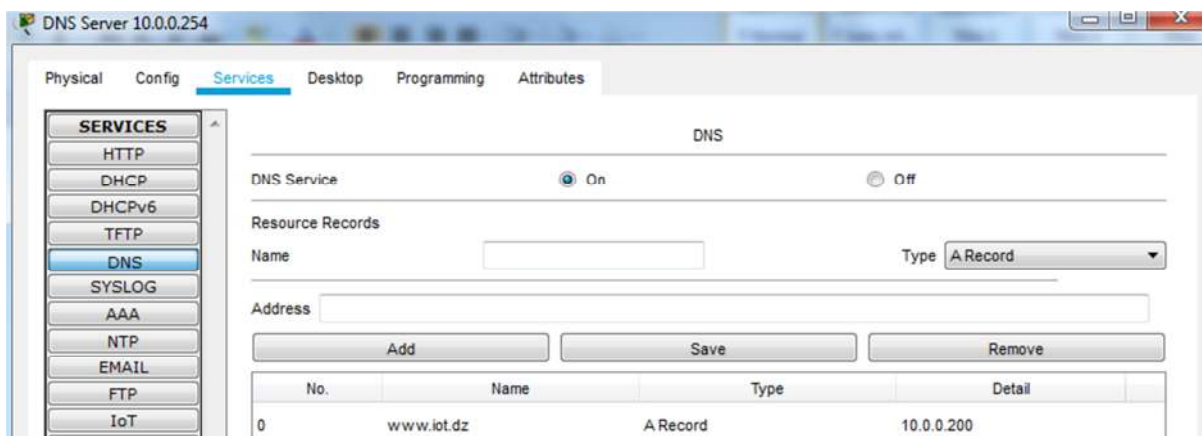 DNS Server 10.0.0.254
Physical Config Services Desktop Programming Attributes
SERVICES
HTTP
DHCP
DHCPv6
TFTP
DNS
SYSLOG
AAA
NTP
EMAIL
FTP
IoT
DNS
DNS Service On Off
Resource Records
Name Type A Record
Address
Add Save Remove
No. Name Type Detail
0 www.iot.dz A Record 10.0.0.200